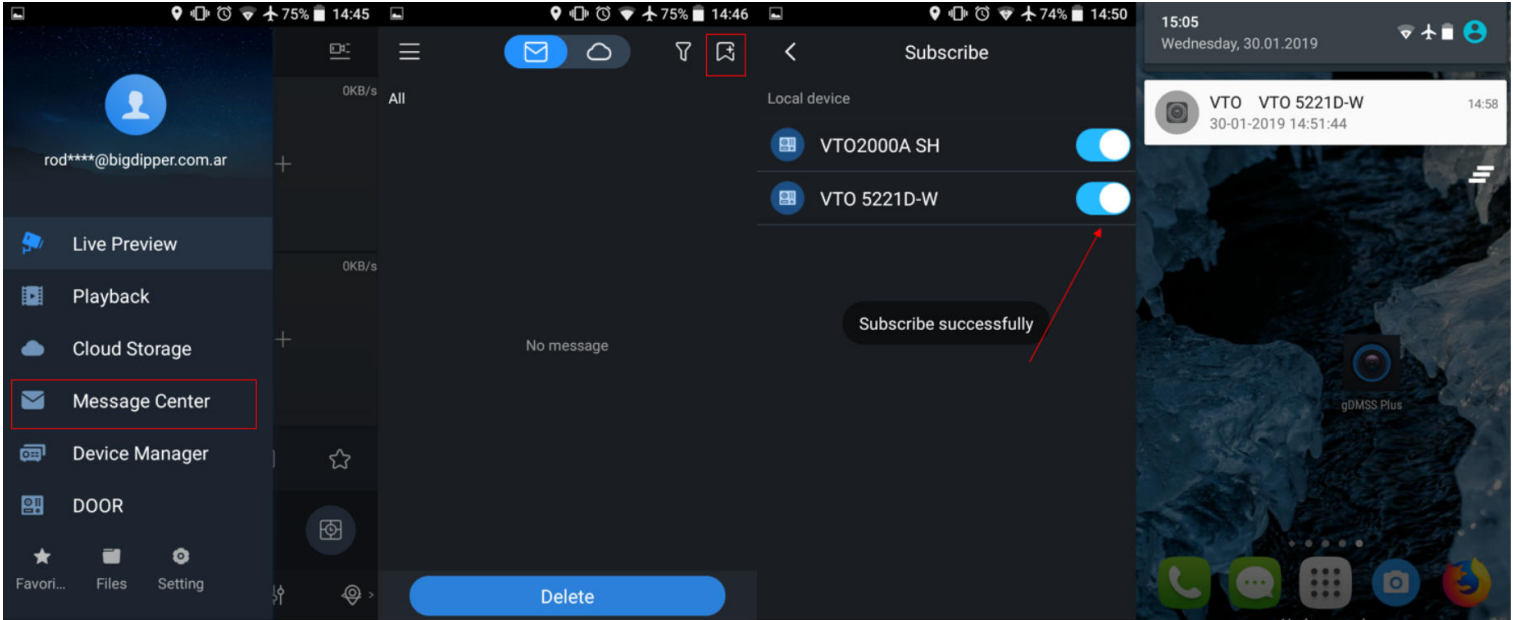 75% 14:45
rod****@bigdipper.com.ar
Live Preview
Playback
Cloud Storage
Message Center
Device Manager
DOOR
Favori...
Files
Setting
0KB/s
0KB/s
75% 14:46
All
No message
Delete
74% 14:50
Subscribe
Local device
VTO2000A SH
VTO 5221D-W
Subscribe successfully
15:05
Wednesday, 30.01.2019
VTO VTO 5221D-W 14:58
30-01-2019 14:51:44
gDMSS Plus